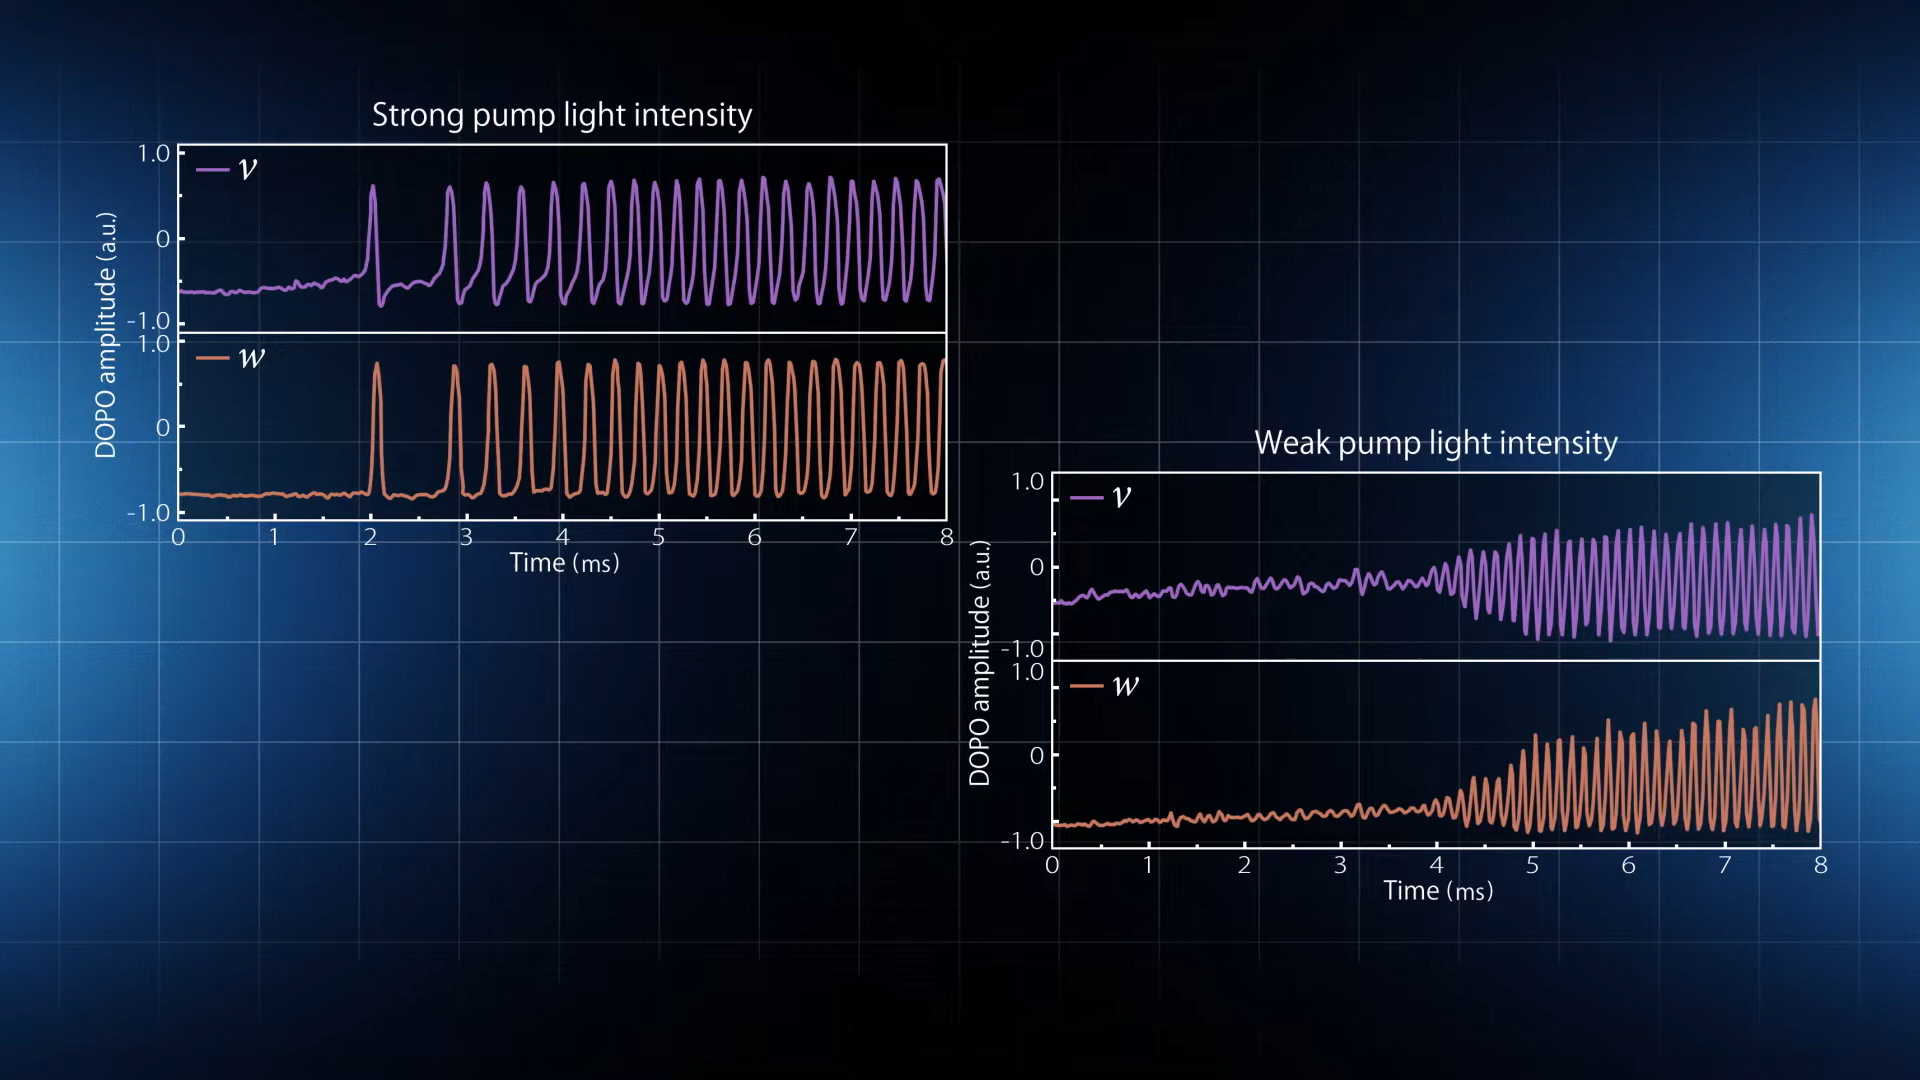 Strong pump light intensity
1.0
v
0
-1.0
1.0
w
0
-1.0
DOPO amplitude (a.u.)
0 1 2 3 4 5 6 7 8
Time (ms)
Weak pump light intensity
1.0
v
0
-1.0
1.0
w
0
-1.0
DOPO amplitude (a.u.)
0 1 2 3 4 5 6 7 8
Time (ms)